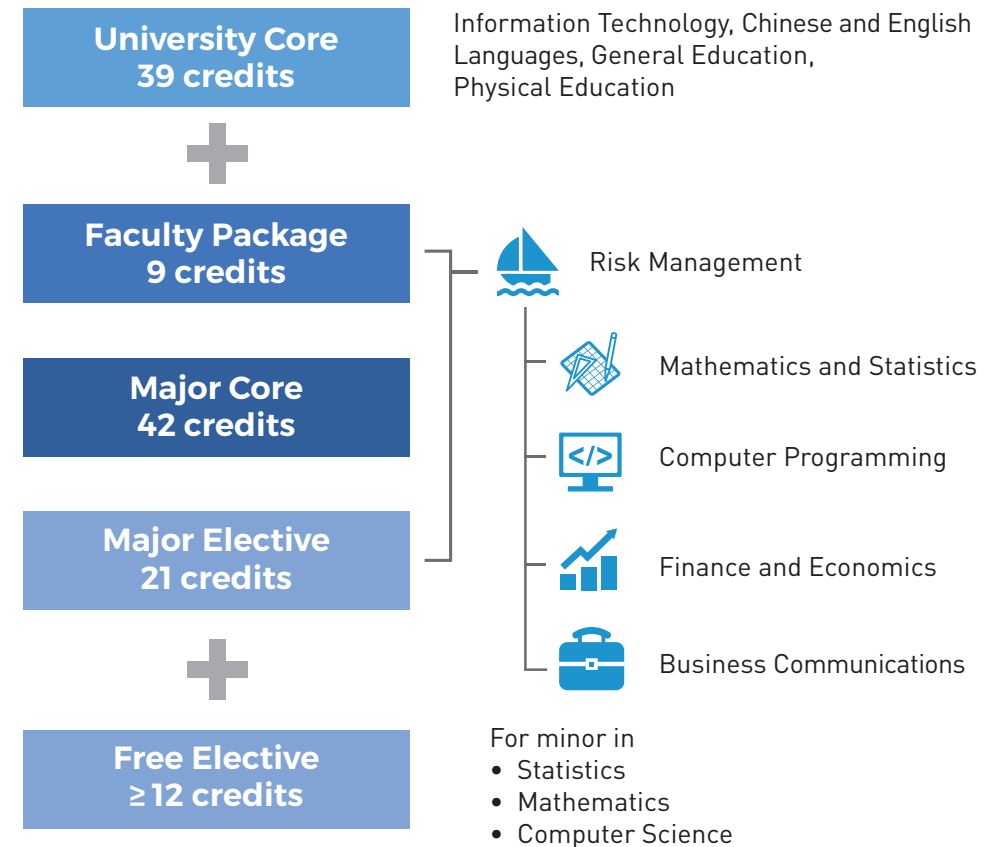 University Core
39 credits
Information Technology, Chinese and English
Languages, General Education,
Physical Education
Faculty Package
9 credits
Risk Management
Major Core
42 credits
Mathematics and Statistics
</>
Computer Programming
Major Elective
21 credits
Finance and Economics
Business Communications
Free Elective
≥12 credits
For minor in
• Statistics
• Mathematics
• Computer Science